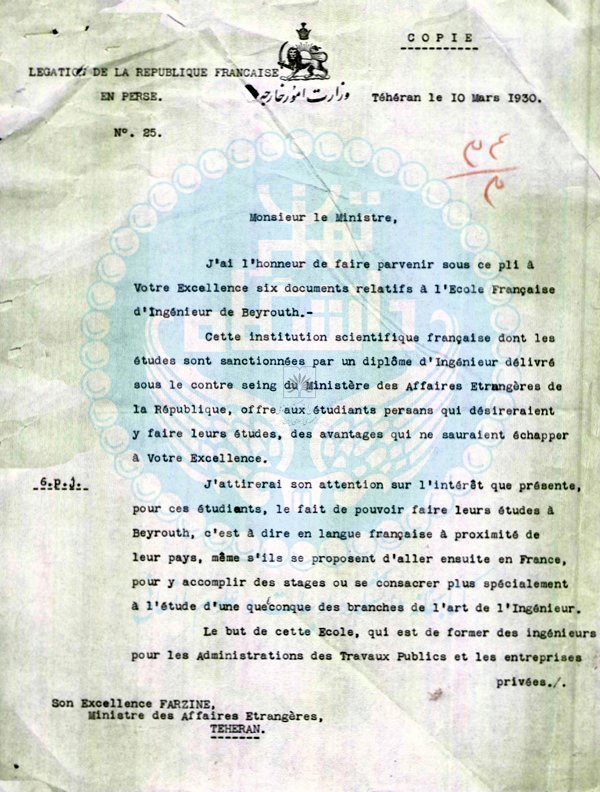 COPIE
LEGATION DE LA REPUBLIQUE FRANCAISE
EN PERSE.
وزارت امور خارجه
Téhéran le 10 Mars 1930.
N°. 25.
Monsieur le Ministre,
J'ai l'honneur de faire parvenir sous ce pli à
Votre Excellence six documents relatifs à l'Ecole Française
d'Ingénieur de Beyrouth.-
Cette institution scientifique française dont les
études sont sanctionnées par un diplôme d'Ingénieur délivré
sous le contre seing du Ministère des Affaires Etrangères de
la République, offre aux étudiants persans qui désireraient
y faire leurs études, des avantages qui ne sauraient échapper
à Votre Excellence.
6.p.j.
J'attirerai son attention sur l'intérêt que présente,
pour ces étudiants, le fait de pouvoir faire leurs études à
Beyrouth, c'est à dire en langue française à proximité de
leur pays, même s'ils se proposent d'aller ensuite en France,
pour y accomplir des stages ou se consacrer plus spécialement
à l'étude d'une que'conque des branches de l'art de l'Ingénieur.
Le but de cette Ecole, qui est de former des ingénieurs
pour les Administrations des Travaux Publics et les entreprises
privées./.
Son Excellence FARZINE,
Ministre des Affaires Etrangères,
TEHERAN.